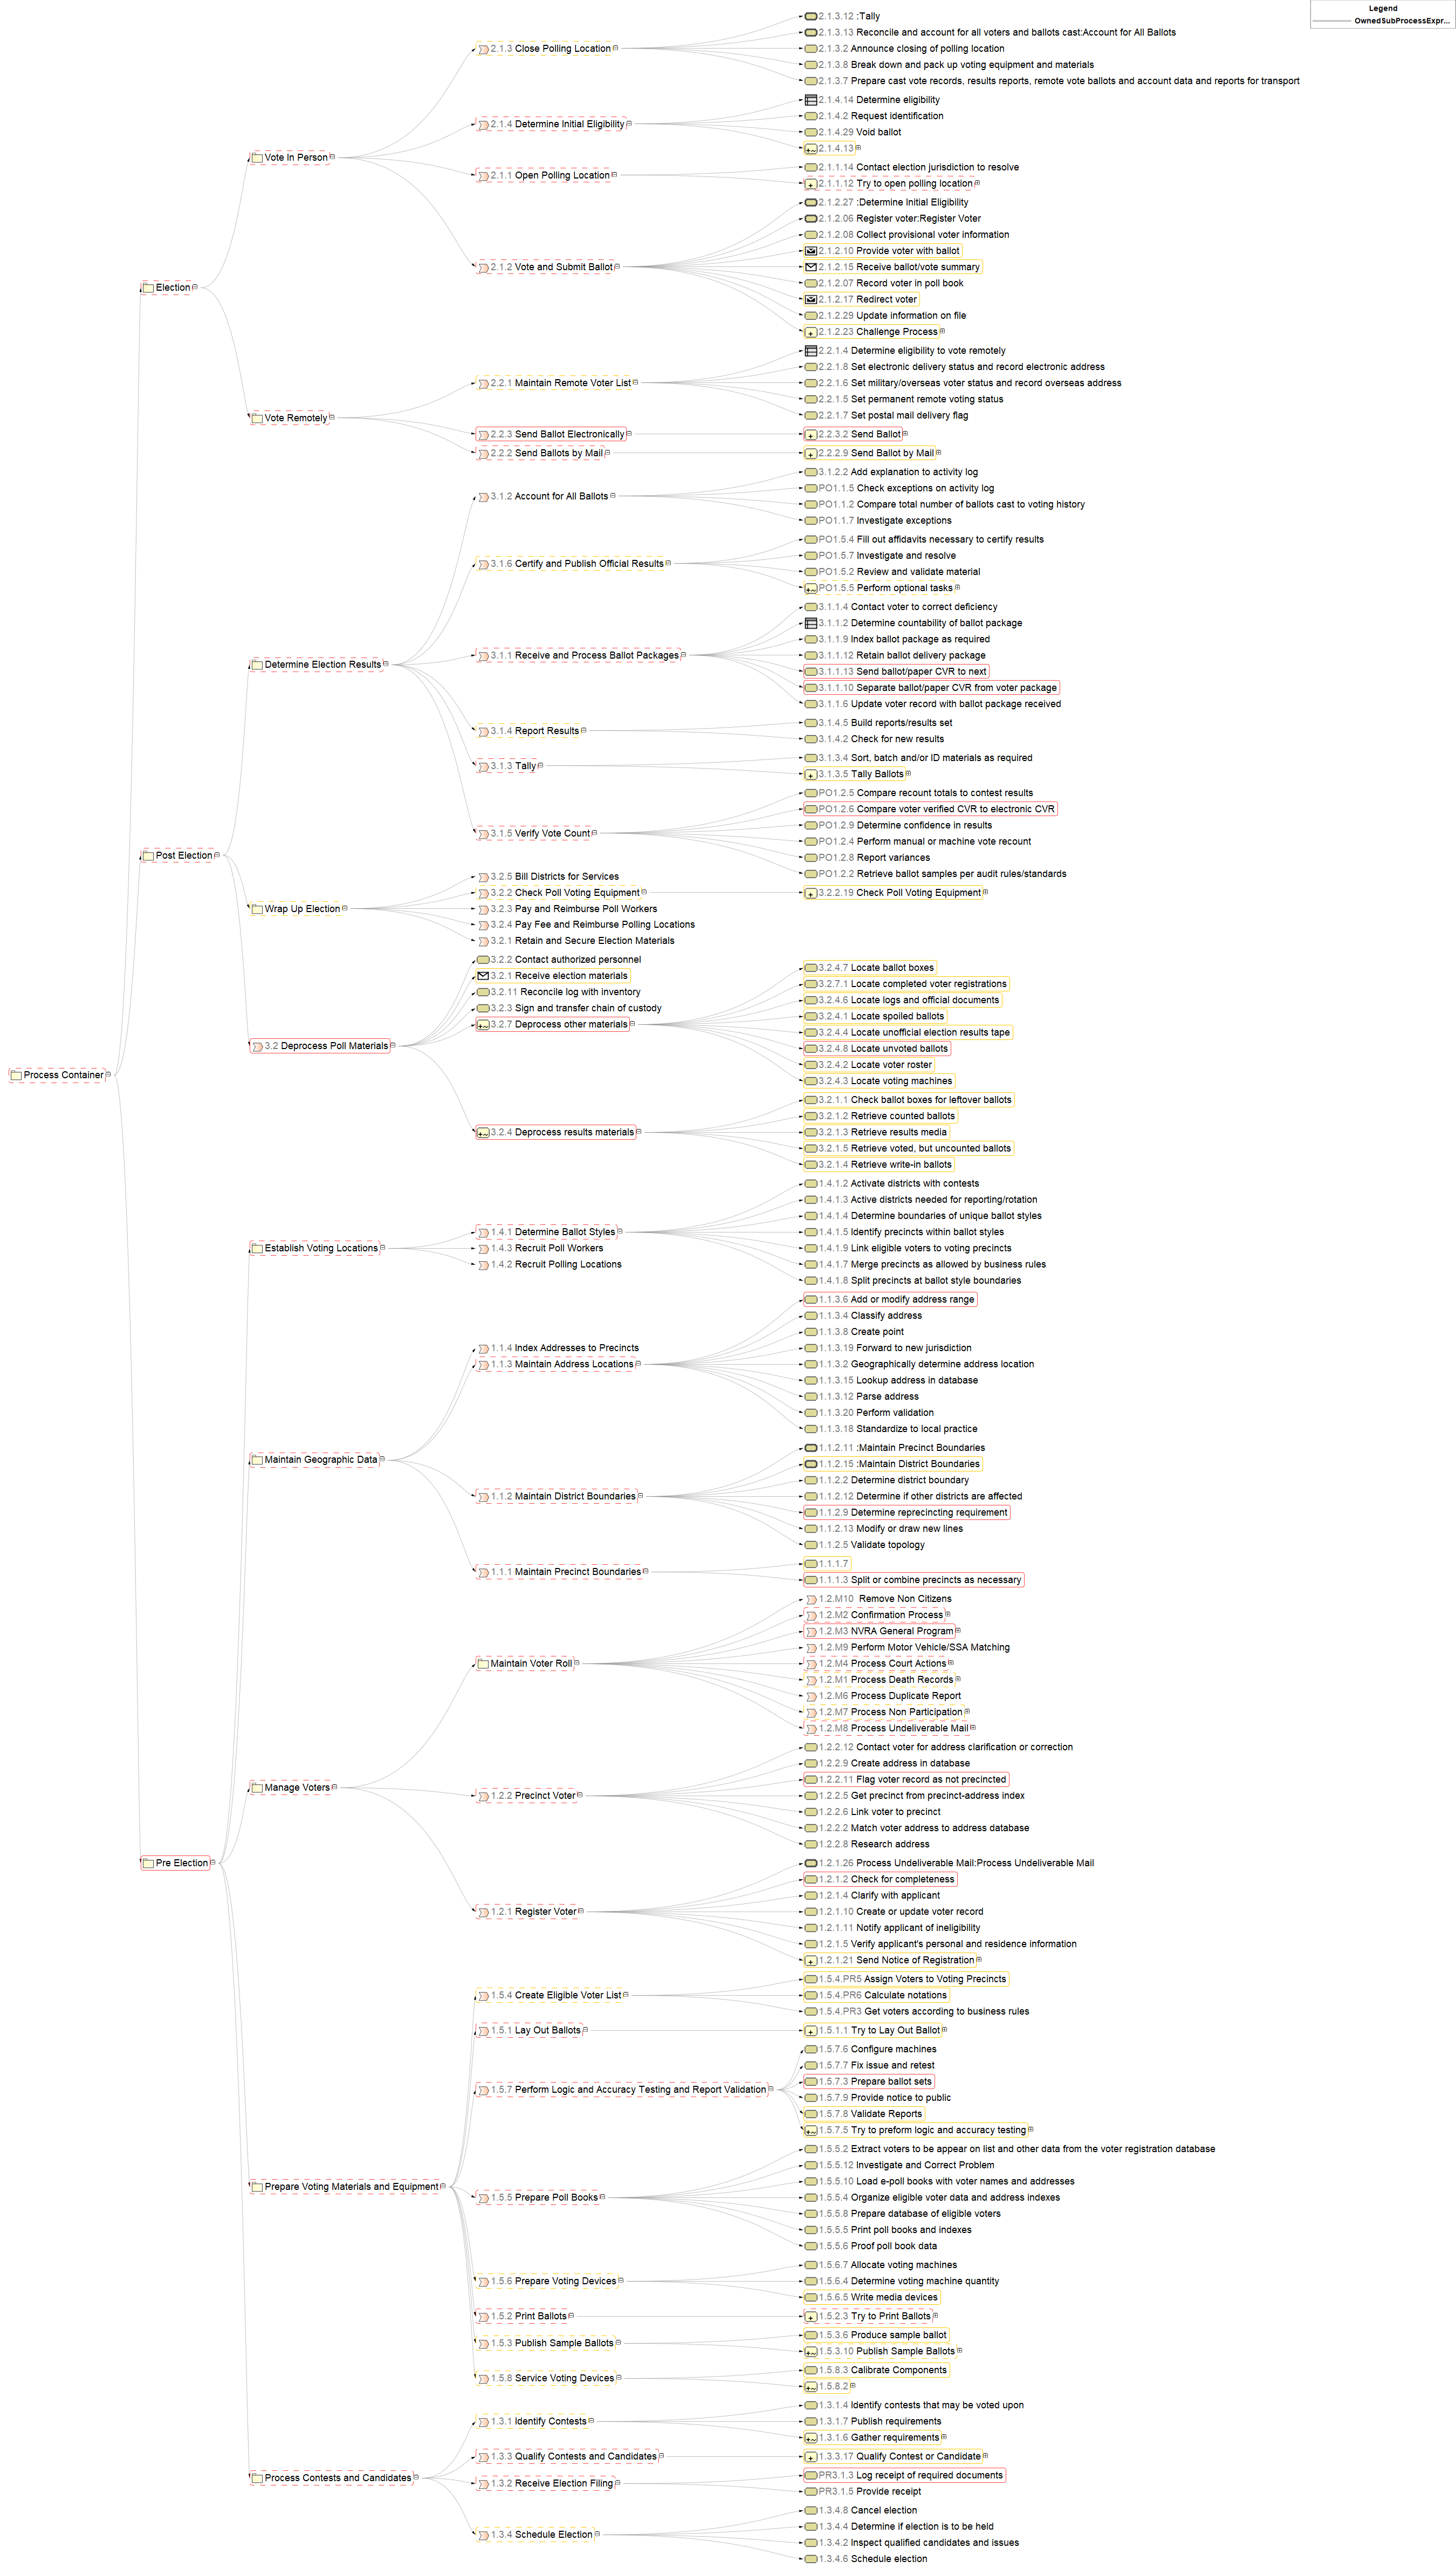 Legend
OwnedSubProcessExpr...
Process Container
Election
Vote In Person
2.1.3 Close Polling Location
2.1.3.12 :Tally
2.1.3.13 Reconcile and account for all voters and ballots cast:Account for All Ballots
2.1.3.2 Announce closing of polling location
2.1.3.8 Break down and pack up voting equipment and materials
2.1.3.7 Prepare cast vote records, results reports, remote vote ballots and account data and reports for transport
2.1.4 Determine Initial Eligibility
2.1.4.14 Determine eligibility
2.1.4.2 Request identification
2.1.4.29 Void ballot
2.1.4.13
2.1.1 Open Polling Location
2.1.1.14 Contact election jurisdiction to resolve
2.1.1.12 Try to open polling location
2.1.2 Vote and Submit Ballot
2.1.2.27 :Determine Initial Eligibility
2.1.2.06 Register voter:Register Voter
2.1.2.08 Collect provisional voter information
2.1.2.10 Provide voter with ballot
2.1.2.15 Receive ballot/vote summary
2.1.2.07 Record voter in poll book
2.1.2.17 Redirect voter
2.1.2.29 Update information on file
2.1.2.23 Challenge Process
Vote Remotely
2.2.1 Maintain Remote Voter List
2.2.1.4 Determine eligibility to vote remotely
2.2.1.8 Set electronic delivery status and record electronic address
2.2.1.6 Set military/overseas voter status and record overseas address
2.2.1.5 Set permanent remote voting status
2.2.1.7 Set postal mail delivery flag
2.2.3 Send Ballot Electronically
2.2.3.2 Send Ballot
2.2.2 Send Ballots by Mail
2.2.2.9 Send Ballot by Mail
Post Election
Determine Election Results
3.1.2 Account for All Ballots
3.1.2.2 Add explanation to activity log
PO1.1.5 Check exceptions on activity log
PO1.1.2 Compare total number of ballots cast to voting history
PO1.1.7 Investigate exceptions
3.1.6 Certify and Publish Official Results
PO1.5.4 Fill out affidavits necessary to certify results
PO1.5.7 Investigate and resolve
PO1.5.2 Review and validate material
PO1.5.5 Perform optional tasks
3.1.1 Receive and Process Ballot Packages
3.1.1.4 Contact voter to correct deficiency
3.1.1.2 Determine countability of ballot package
3.1.1.9 Index ballot package as required
3.1.1.12 Retain ballot delivery package
3.1.1.13 Send ballot/paper CVR to next
3.1.1.10 Separate ballot/paper CVR from voter package
3.1.1.6 Update voter record with ballot package received
3.1.4 Report Results
3.1.4.5 Build reports/results set
3.1.4.2 Check for new results
3.1.3 Tally
3.1.3.4 Sort, batch and/or ID materials as required
3.1.3.5 Tally Ballots
3.1.5 Verify Vote Count
PO1.2.5 Compare recount totals to contest results
PO1.2.6 Compare voter verified CVR to electronic CVR
PO1.2.9 Determine confidence in results
PO1.2.4 Perform manual or machine vote recount
PO1.2.8 Report variances
PO1.2.2 Retrieve ballot samples per audit rules/standards
Wrap Up Election
3.2.5 Bill Districts for Services
3.2.2 Check Poll Voting Equipment
3.2.2.19 Check Poll Voting Equipment
3.2.3 Pay and Reimburse Poll Workers
3.2.4 Pay Fee and Reimburse Polling Locations
3.2.1 Retain and Secure Election Materials
3.2 Deprocess Poll Materials
3.2.2 Contact authorized personnel
3.2.1 Receive election materials
3.2.11 Reconcile log with inventory
3.2.3 Sign and transfer chain of custody
3.2.7 Deprocess other materials
3.2.4.7 Locate ballot boxes
3.2.7.1 Locate completed voter registrations
3.2.4.6 Locate logs and official documents
3.2.4.1 Locate spoiled ballots
3.2.4.4 Locate unofficial election results tape
3.2.4.8 Locate unvoted ballots
3.2.4.2 Locate voter roster
3.2.4.3 Locate voting machines
3.2.4 Deprocess results materials
3.2.1.1 Check ballot boxes for leftover ballots
3.2.1.2 Retrieve counted ballots
3.2.1.3 Retrieve results media
3.2.1.5 Retrieve voted, but uncounted ballots
3.2.1.4 Retrieve write-in ballots
Pre Election
Establish Voting Locations
1.4.1 Determine Ballot Styles
1.4.1.2 Activate districts with contests
1.4.1.3 Active districts needed for reporting/rotation
1.4.1.4 Determine boundaries of unique ballot styles
1.4.1.5 Identify precincts within ballot styles
1.4.1.9 Link eligible voters to voting precincts
1.4.1.7 Merge precincts as allowed by business rules
1.4.1.8 Split precincts at ballot style boundaries
1.4.3 Recruit Poll Workers
1.4.2 Recruit Polling Locations
Maintain Geographic Data
1.1.4 Index Addresses to Precincts
1.1.3 Maintain Address Locations
1.1.3.6 Add or modify address range
1.1.3.4 Classify address
1.1.3.8 Create point
1.1.3.19 Forward to new jurisdiction
1.1.3.2 Geographically determine address location
1.1.3.15 Lookup address in database
1.1.3.12 Parse address
1.1.3.20 Perform validation
1.1.3.18 Standardize to local practice
1.1.2 Maintain District Boundaries
1.1.2.11 :Maintain Precinct Boundaries
1.1.2.15 :Maintain District Boundaries
1.1.2.2 Determine district boundary
1.1.2.12 Determine if other districts are affected
1.1.2.9 Determine reprecincting requirement
1.1.2.13 Modify or draw new lines
1.1.2.5 Validate topology
1.1.1 Maintain Precinct Boundaries
1.1.1.7
1.1.1.3 Split or combine precincts as necessary
Manage Voters
Maintain Voter Roll
1.2.M10 Remove Non Citizens
1.2.M2 Confirmation Process
1.2.M3 NVRA General Program
1.2.M9 Perform Motor Vehicle/SSA Matching
1.2.M4 Process Court Actions
1.2.M1 Process Death Records
1.2.M6 Process Duplicate Report
1.2.M7 Process Non Participation
1.2.M8 Process Undeliverable Mail
1.2.2 Precinct Voter
1.2.2.12 Contact voter for address clarification or correction
1.2.2.9 Create address in database
1.2.2.11 Flag voter record as not precincted
1.2.2.5 Get precinct from precinct-address index
1.2.2.6 Link voter to precinct
1.2.2.2 Match voter address to address database
1.2.2.8 Research address
1.2.1 Register Voter
1.2.1.26 Process Undeliverable Mail:Process Undeliverable Mail
1.2.1.2 Check for completeness
1.2.1.4 Clarify with applicant
1.2.1.10 Create or update voter record
1.2.1.11 Notify applicant of ineligibility
1.2.1.5 Verify applicant's personal and residence information
1.2.1.21 Send Notice of Registration
Prepare Voting Materials and Equipment
1.5.4 Create Eligible Voter List
1.5.4.PR5 Assign Voters to Voting Precincts
1.5.4.PR6 Calculate notations
1.5.4.PR3 Get voters according to business rules
1.5.1 Lay Out Ballots
1.5.1.1 Try to Lay Out Ballot
1.5.7 Perform Logic and Accuracy Testing and Report Validation
1.5.7.6 Configure machines
1.5.7.7 Fix issue and retest
1.5.7.3 Prepare ballot sets
1.5.7.9 Provide notice to public
1.5.7.8 Validate Reports
1.5.7.5 Try to preform logic and accuracy testing
1.5.5 Prepare Poll Books
1.5.5.2 Extract voters to be appear on list and other data from the voter registration database
1.5.5.12 Investigate and Correct Problem
1.5.5.10 Load e-poll books with voter names and addresses
1.5.5.4 Organize eligible voter data and address indexes
1.5.5.8 Prepare database of eligible voters
1.5.5.5 Print poll books and indexes
1.5.5.6 Proof poll book data
1.5.6 Prepare Voting Devices
1.5.6.7 Allocate voting machines
1.5.6.4 Determine voting machine quantity
1.5.6.5 Write media devices
1.5.2 Print Ballots
1.5.2.3 Try to Print Ballots
1.5.3 Publish Sample Ballots
1.5.3.6 Produce sample ballot
1.5.3.10 Publish Sample Ballots
1.5.8 Service Voting Devices
1.5.8.3 Calibrate Components
1.5.8.2
Process Contests and Candidates
1.3.1 Identify Contests
1.3.1.4 Identify contests that may be voted upon
1.3.1.7 Publish requirements
1.3.1.6 Gather requirements
1.3.3 Qualify Contests and Candidates
1.3.3.17 Qualify Contest or Candidate
1.3.2 Receive Election Filing
PR3.1.3 Log receipt of required documents
PR3.1.5 Provide receipt
1.3.4 Schedule Election
1.3.4.8 Cancel election
1.3.4.4 Determine if election is to be held
1.3.4.2 Inspect qualified candidates and issues
1.3.4.6 Schedule election